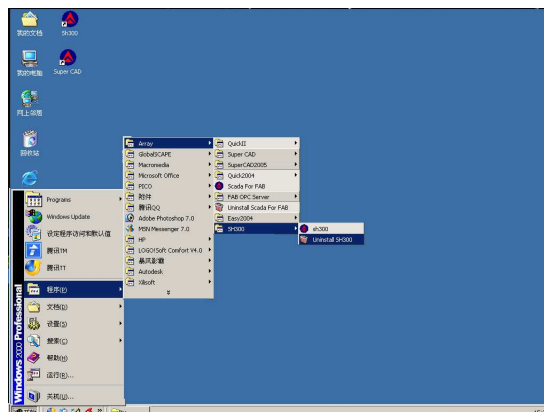 我的文档
Sh300
我的电脑
Super CAD
网上邻居
回收站
Array
GlobalSCAPE
Macromedia
Microsoft Office
PICO
附件
腾讯QQ
Adobe Photoshop 7.0
MSN Messenger 7.0
HP
LOGO!Soft Comfort V4.0
暴风影音
Autodesk
Xilisoft
QuickII
Super CAD
SuperCAD2005
Quick2004
Scada For FAB
FAB OPC Server
Uninstall Scada For FAB
Easy2004
SH300
sh300
Uninstall SH300
Programs
Windows Update
设定程序访问和默认值
腾讯TM
腾讯TT
程序(P)
文档(D)
设置(S)
搜索(C)
帮助(H)
运行(R)...
关机(U)...
Windows 2000 Professional
开始